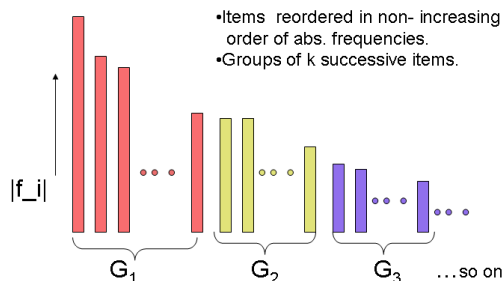 •Items reordered in non- increasing
order of abs. frequencies.
•Groups of k successive items.
|f_i|
G1 G2 G3 …so on